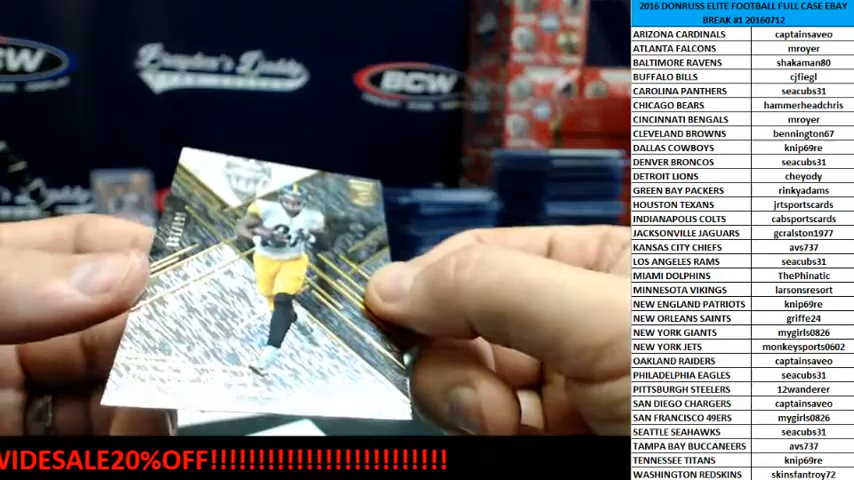 2016 DONRUSS ELITE FOOTBALL FULL CASE EBAY
BREAK #1 20160712
ARIZONA CARDINALS captainsaveo
ATLANTA FALCONS mroyer
BALTIMORE RAVENS shakaman80
BUFFALO BILLS cjfiegl
CAROLINA PANTHERS seacubs31
CHICAGO BEARS hammerheadchris
CINCINNATI BENGALS mroyer
CLEVELAND BROWNS bennington67
DALLAS COWBOYS knip69re
DENVER BRONCOS seacubs31
DETROIT LIONS cheyody
GREEN BAY PACKERS rinkyadams
HOUSTON TEXANS jrtsportscards
INDIANAPOLIS COLTS cabsportscards
JACKSONVILLE JAGUARS gcralston1977
KANSAS CITY CHIEFS avs737
LOS ANGELES RAMS seacubs31
MIAMI DOLPHINS ThePhinatic
MINNESOTA VIKINGS larsonsresort
NEW ENGLAND PATRIOTS knip69re
NEW ORLEANS SAINTS griffe24
NEW YORK GIANTS mygirls0826
NEW YORK JETS monkeysports0602
OAKLAND RAIDERS captainsaveo
PHILADELPHIA EAGLES seacubs31
PITTSBURGH STEELERS 12wanderer
SAN DIEGO CHARGERS captainsaveo
SAN FRANCISCO 49ERS mygirls0826
SEATTLE SEAHAWKS seacubs31
TAMPA BAY BUCCANEERS avs737
TENNESSEE TITANS knip69re
WASHINGTON REDSKINS skinsfantroy72
Brayden's Daddy
BCW
WIDESALE20%OFF!!!!!!!!!!!!!!!!!!!!!!!!!!